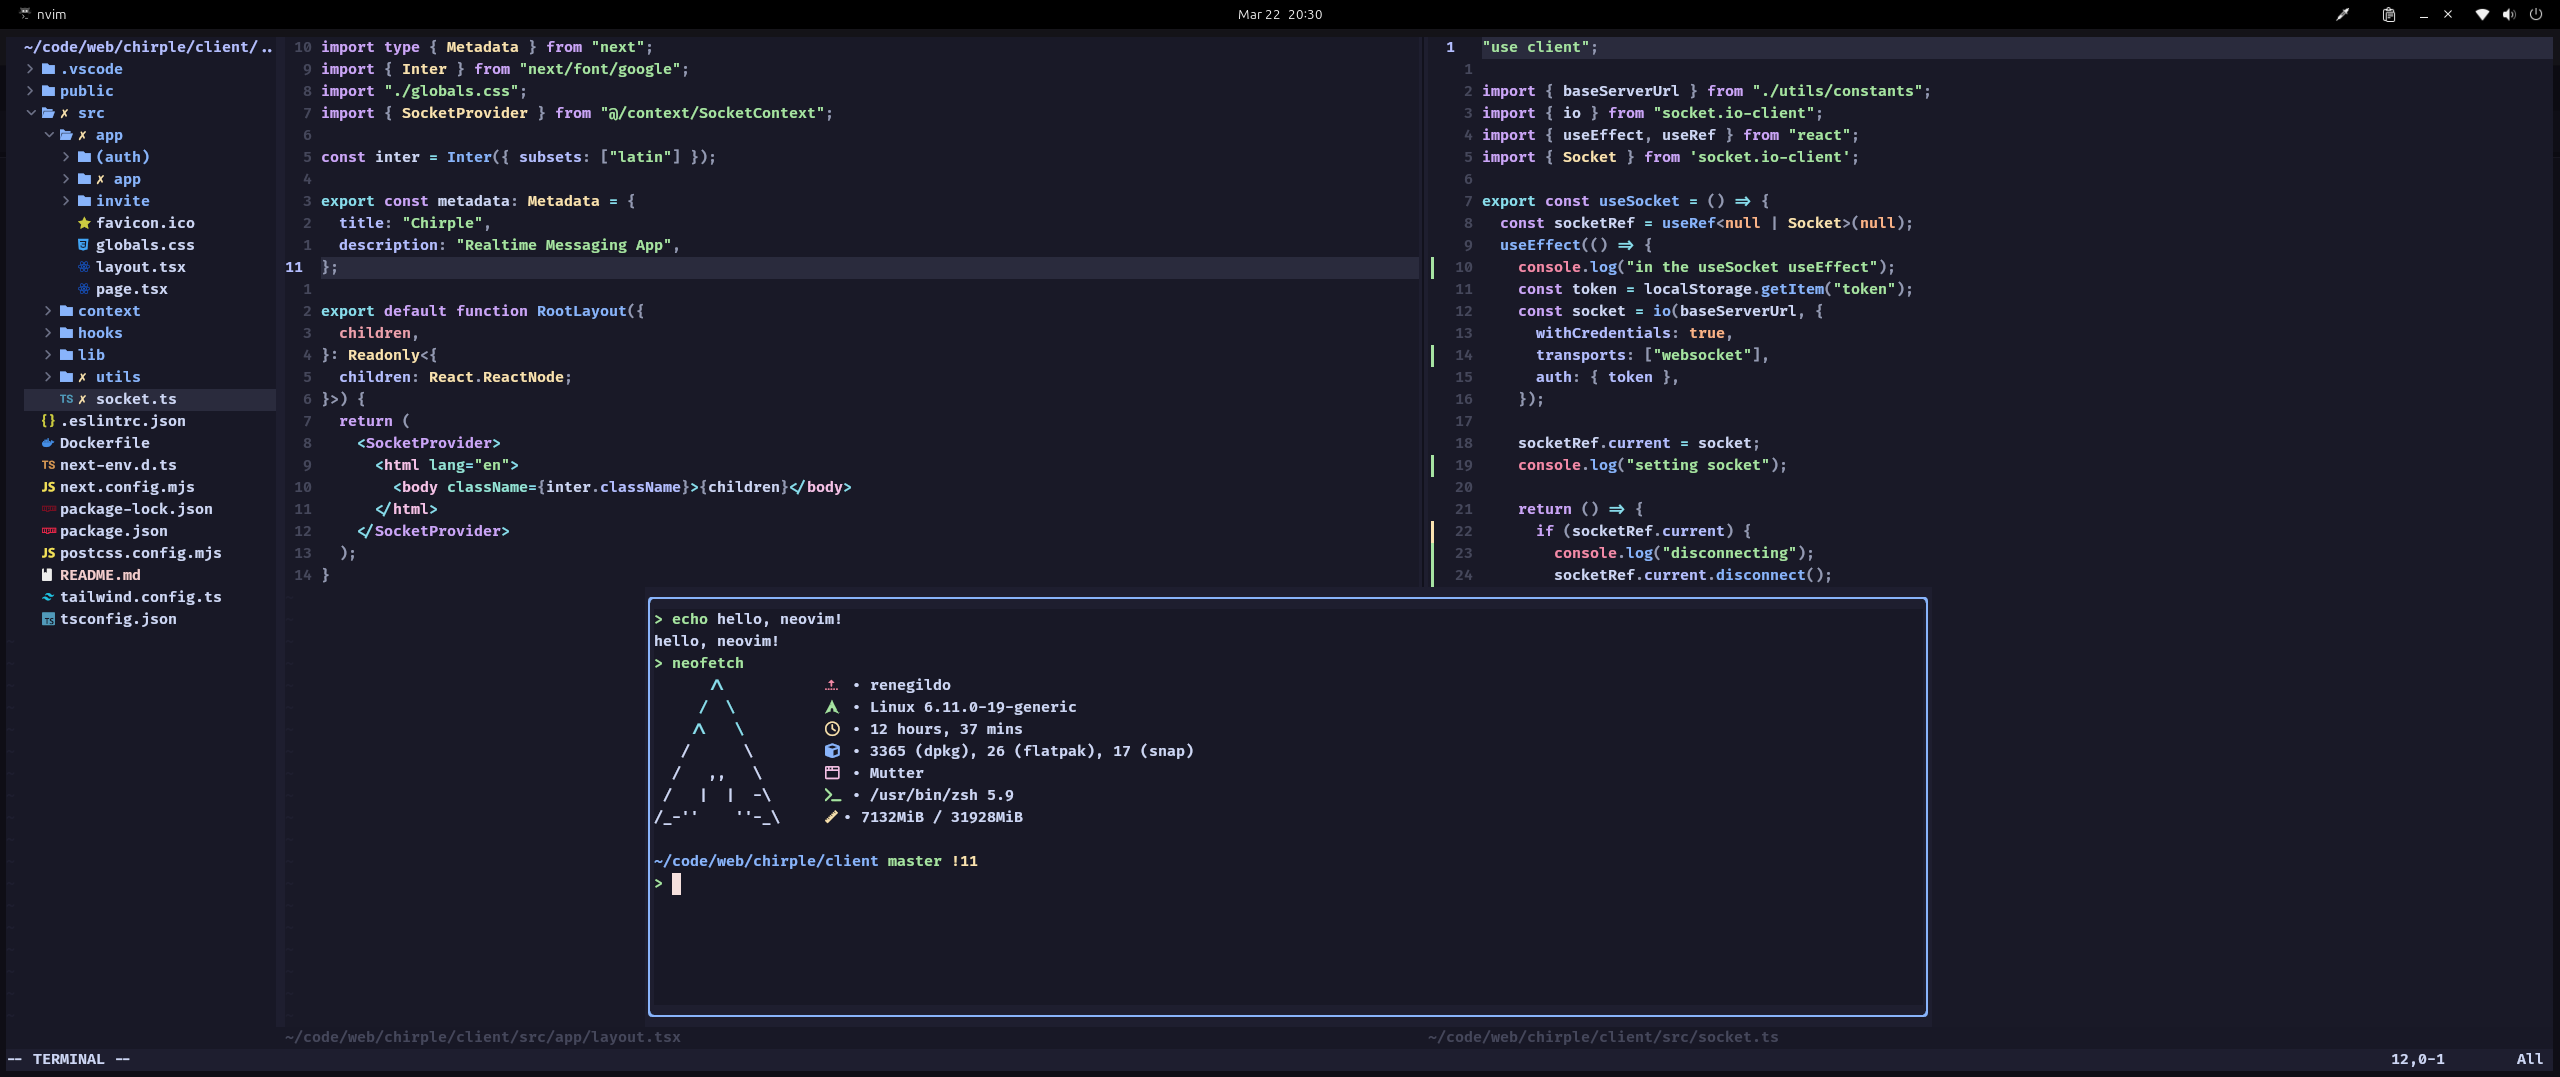 nvim
Mar 22 20:30
~/code/web/chirple/client/..
.vscode
public
✗ src
✗ app
(auth)
✗ app
invite
favicon.ico
globals.css
layout.tsx
page.tsx
context
hooks
lib
✗ utils
TS ✗ socket.ts
{} .eslintrc.json
Dockerfile
TS next-env.d.ts
JS next.config.mjs
package-lock.json
package.json
JS postcss.config.mjs
README.md
tailwind.config.ts
TS tsconfig.json
10 import type { Metadata } from "next";
9 import { Inter } from "next/font/google";
8 import "./globals.css";
7 import { SocketProvider } from "@/context/SocketContext";
6
5 const inter = Inter({ subsets: ["latin"] });
4
3 export const metadata: Metadata = {
2   title: "Chirple",
1   description: "Realtime Messaging App",
11 };
1
2 export default function RootLayout({
3   children,
4 }: Readonly<{
5   children: React.ReactNode;
6 }>) {
7   return (
8     <SocketProvider>
9       <html lang="en">
10         <body className={inter.className}>{children}</body>
11       </html>
12     </SocketProvider>
13   );
14 }
1 "use client";
1
2 import { baseServerUrl } from "./utils/constants";
3 import { io } from "socket.io-client";
4 import { useEffect, useRef } from "react";
5 import { Socket } from 'socket.io-client';
6
7 export const useSocket = () => {
8   const socketRef = useRef<null | Socket>(null);
9   useEffect(() => {
10     console.log("in the useSocket useEffect");
11     const token = localStorage.getItem("token");
12     const socket = io(baseServerUrl, {
13       withCredentials: true,
14       transports: ["websocket"],
15       auth: { token },
16     });
17
18     socketRef.current = socket;
19     console.log("setting socket");
20
21     return () => {
22       if (socketRef.current) {
23         console.log("disconnecting");
24         socketRef.current.disconnect();
> echo hello, neovim!
hello, neovim!
> neofetch
• renegildo
• Linux 6.11.0-19-generic
• 12 hours, 37 mins
• 3365 (dpkg), 26 (flatpak), 17 (snap)
• Mutter
• /usr/bin/zsh 5.9
• 7132MiB / 31928MiB
~/code/web/chirple/client master !11
>
~/code/web/chirple/client/src/app/layout.tsx
~/code/web/chirple/client/src/socket.ts
-- TERMINAL --
12,0-1 All